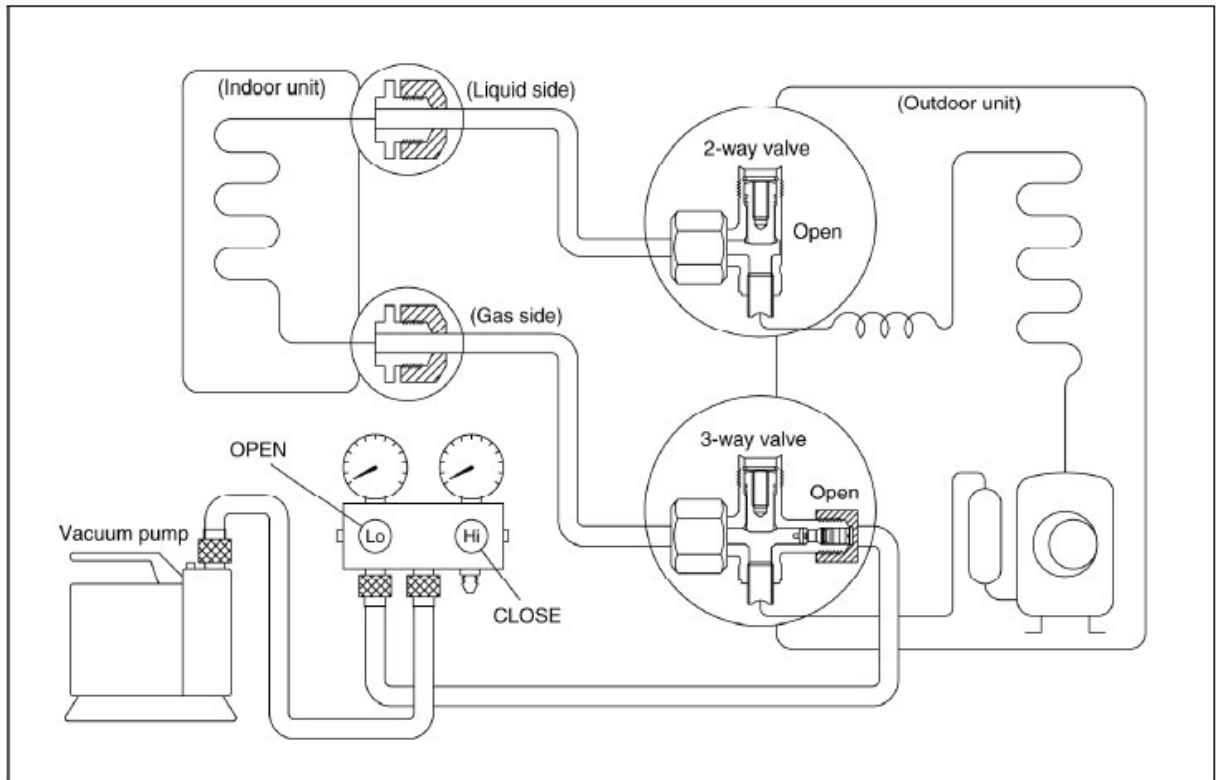 (Indoor unit)
(Liquid side)
(Outdoor unit)
2-way valve
Open
(Gas side)
3-way valve
Open
OPEN
Vacuum pump
Lo
Hi
CLOSE